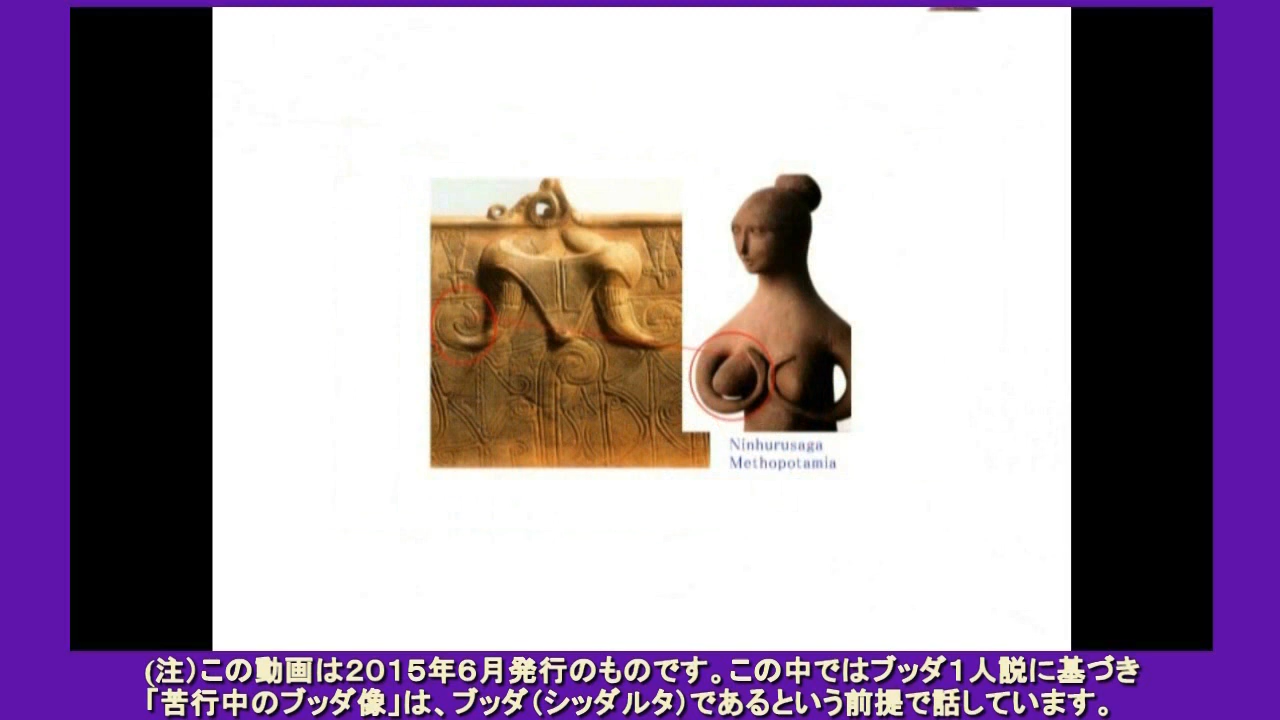 Ninhurusaga
Methopotamia
(注)この動画は2015年6月発行のものです。この中ではブッダ1人説に基づき
「苦行中のブッダ像」は、ブッダ(シッダルタ)であるという前提で話しています。